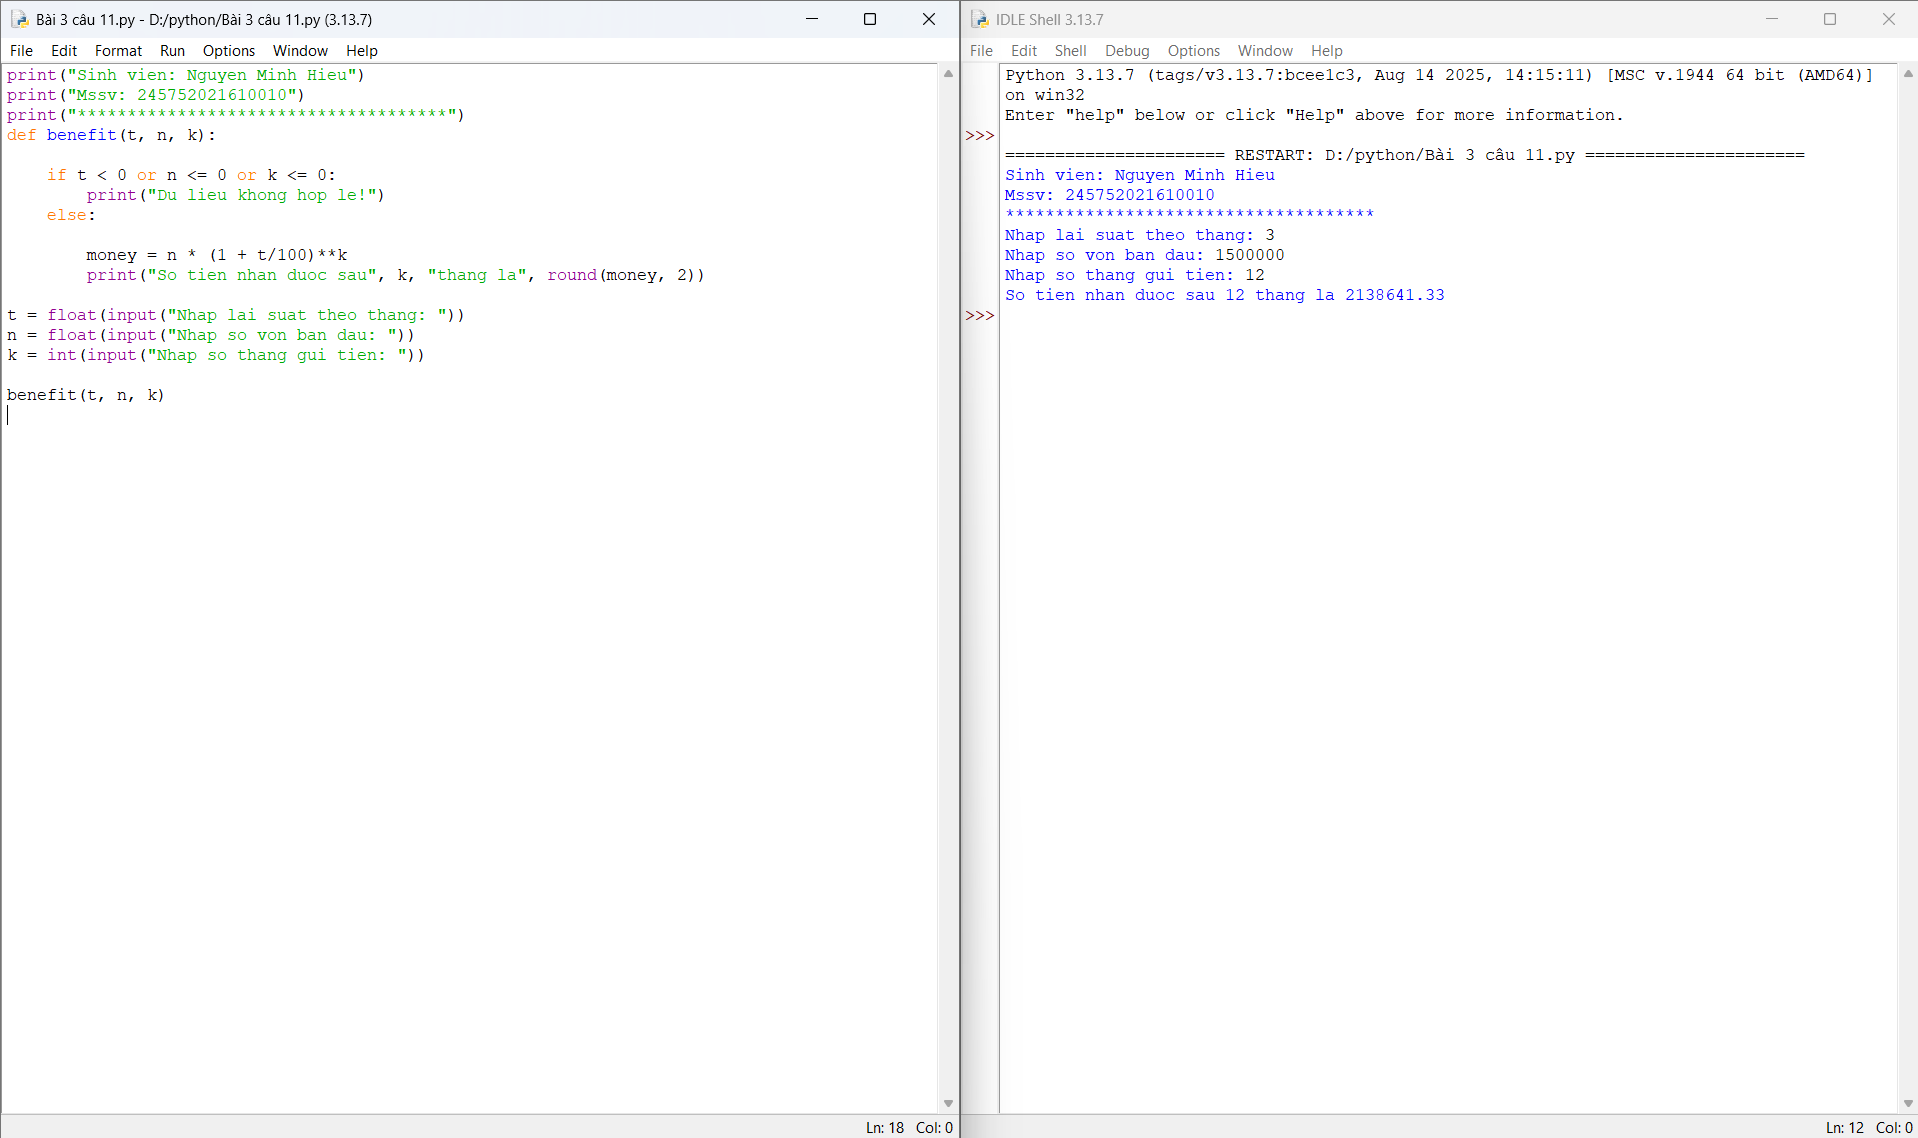 Bài 3 câu 11.py - D:/python/Bài 3 câu 11.py (3.13.7)
File Edit Format Run Options Window Help
print("Sinh vien: Nguyen Minh Hieu")
print("Mssv: 245752021610010")
print("*************************************")
def benefit(t, n, k):
    if t < 0 or n <= 0 or k <= 0:
        print("Du lieu khong hop le!")
    else:
        money = n * (1 + t/100)**k
        print("So tien nhan duoc sau", k, "thang la", round(money, 2))
t = float(input("Nhap lai suat theo thang: "))
n = float(input("Nhap so von ban dau: "))
k = int(input("Nhap so thang gui tien: "))
benefit(t, n, k)
Ln: 18 Col: 0
IDLE Shell 3.13.7
File Edit Shell Debug Options Window Help
Python 3.13.7 (tags/v3.13.7:bcee1c3, Aug 14 2025, 14:15:11) [MSC v.1944 64 bit (AMD64)]
on win32
Enter "help" below or click "Help" above for more information.
>>>
====================== RESTART: D:/python/Bài 3 câu 11.py ======================
Sinh vien: Nguyen Minh Hieu
Mssv: 245752021610010
*************************************
Nhap lai suat theo thang: 3
Nhap so von ban dau: 1500000
Nhap so thang gui tien: 12
So tien nhan duoc sau 12 thang la 2138641.33
>>>
Ln: 12 Col: 0